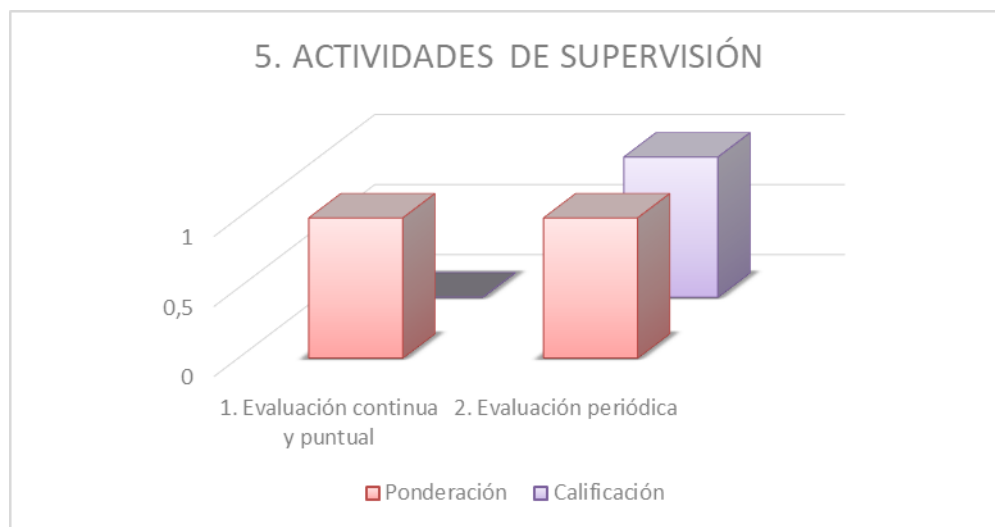 5. ACTIVIDADES DE SUPERVISIÓN
1
0,5
0
1. Evaluación continua
y puntual
2. Evaluación periódica
Ponderación
Calificación